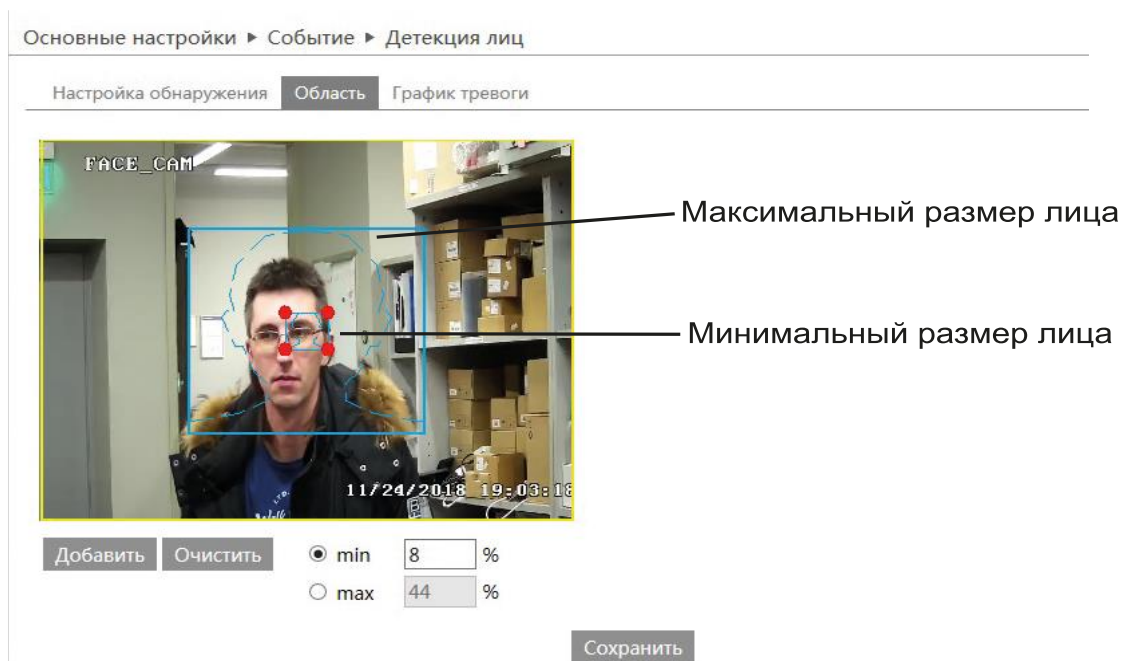 Основные настройки ▶ Событие ▶ Детекция лиц
Настройка обнаружения Область График тревоги
FACE_CAM
Максимальный размер лица
Минимальный размер лица
LTD.
11/24/2018 19:03:18
Добавить Очистить min 8 %
max 44 %
Сохранить